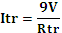 Itr = 9V / Rtr